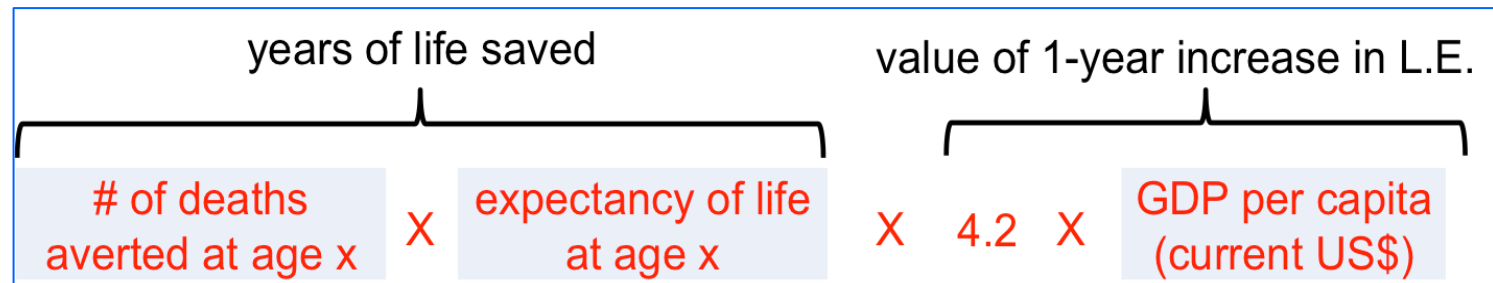 years of life saved
value of 1-year increase in L.E.
# of deaths averted at age x X expectancy of life at age x X 4.2 X GDP per capita (current US$)